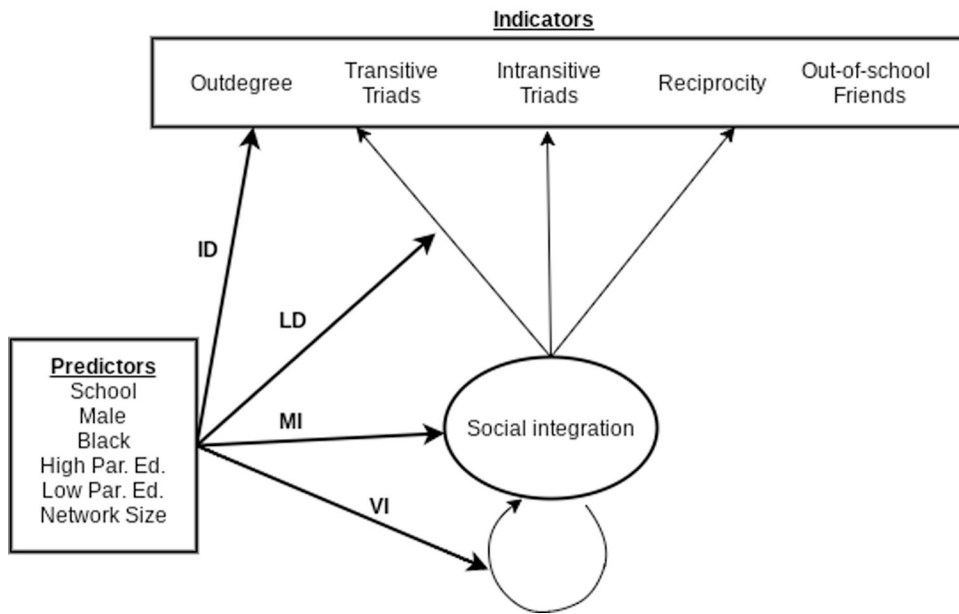 Indicators
Outdegree
Transitive
Triads
Intransitive
Triads
Reciprocity
Out-of-school
Friends
ID
LD
MI
VI
Predictors
School
Male
Black
High Par. Ed.
Low Par. Ed.
Network Size
Social integration